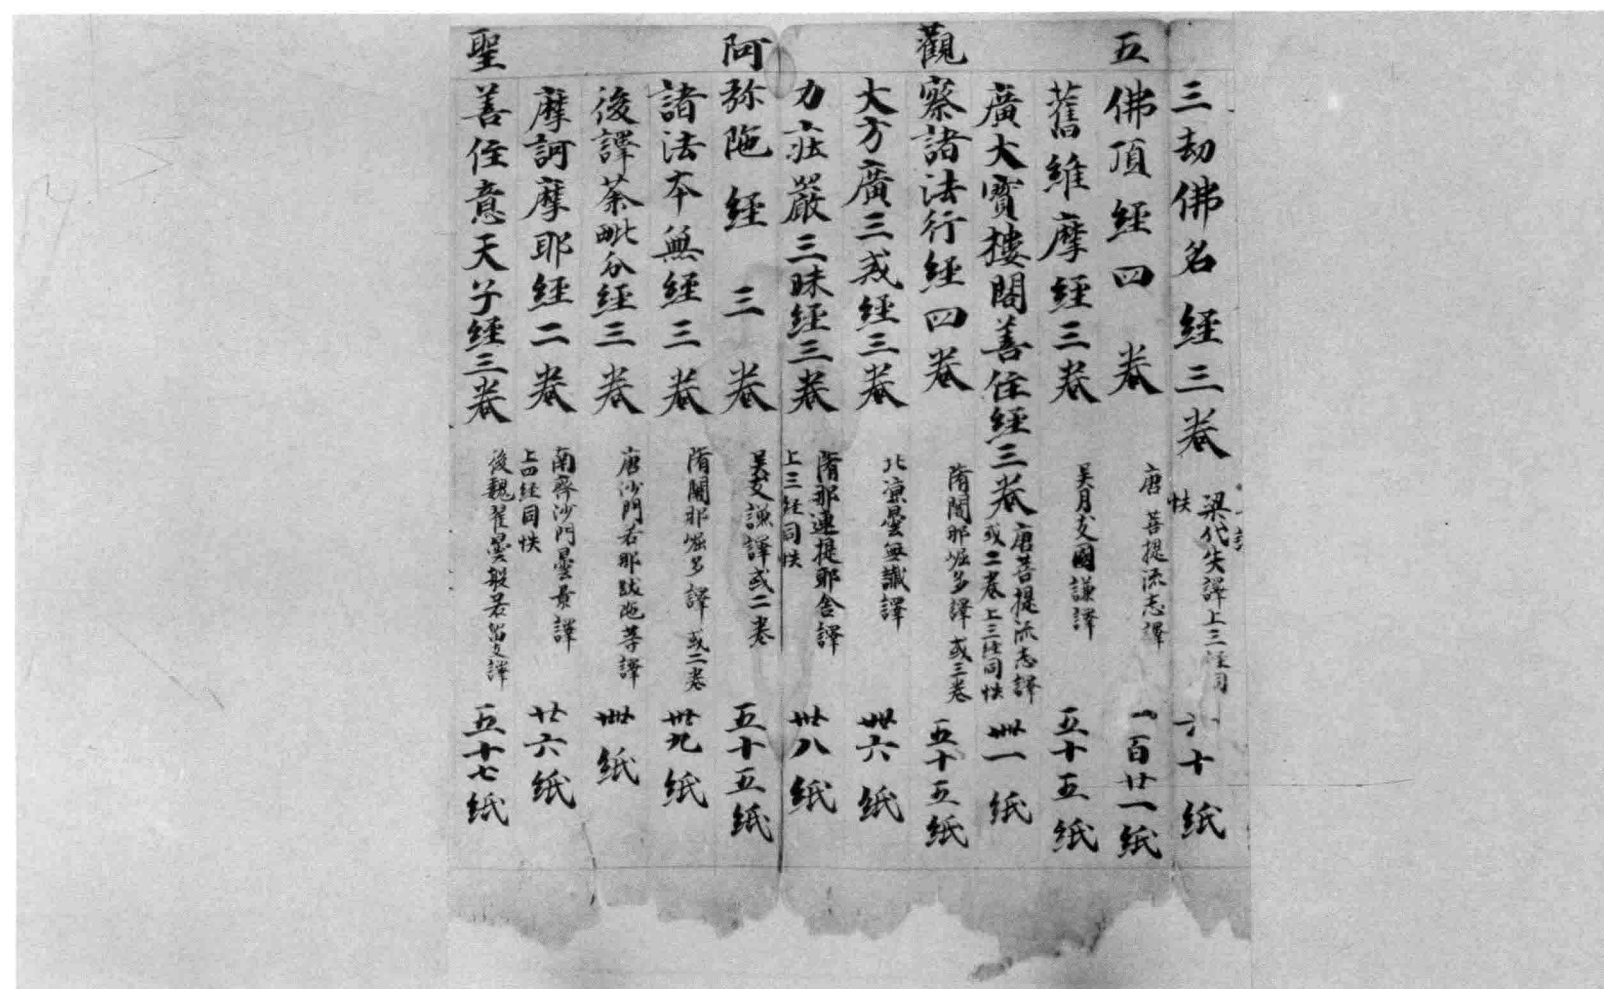 三劫佛名經三卷 梁代失譯上三經同帙 六十紙
五佛頂經四卷 唐菩提流志譯 一百廿一紙
舊維摩經三卷 吴月支國謙譯 五十五紙
廣大寶樓閣善住經三卷 唐菩提流志譯或二卷上三經同帙 卌一紙
觀察諸法行經四卷 隋闍那崛多譯或三卷 五十五紙
大方廣三戒經三卷 北凉曇無讖譯 卌六紙
力莊嚴三昧經三卷 隋那連提耶舍譯上三經同帙 卅八紙
阿弥陁經三卷 吴支謙譯或二卷 五十五紙
諸法本無經三卷 隋闍那崛多譯或二卷 卅九紙
後譯荼毗分經三卷 唐沙門若那跋陁等譯 卌紙
摩訶摩耶經二卷 南齊沙門曇景譯上四經同帙 廿六紙
聖善住意天子經三卷 後魏瞿曇般若留支譯 五十七紙